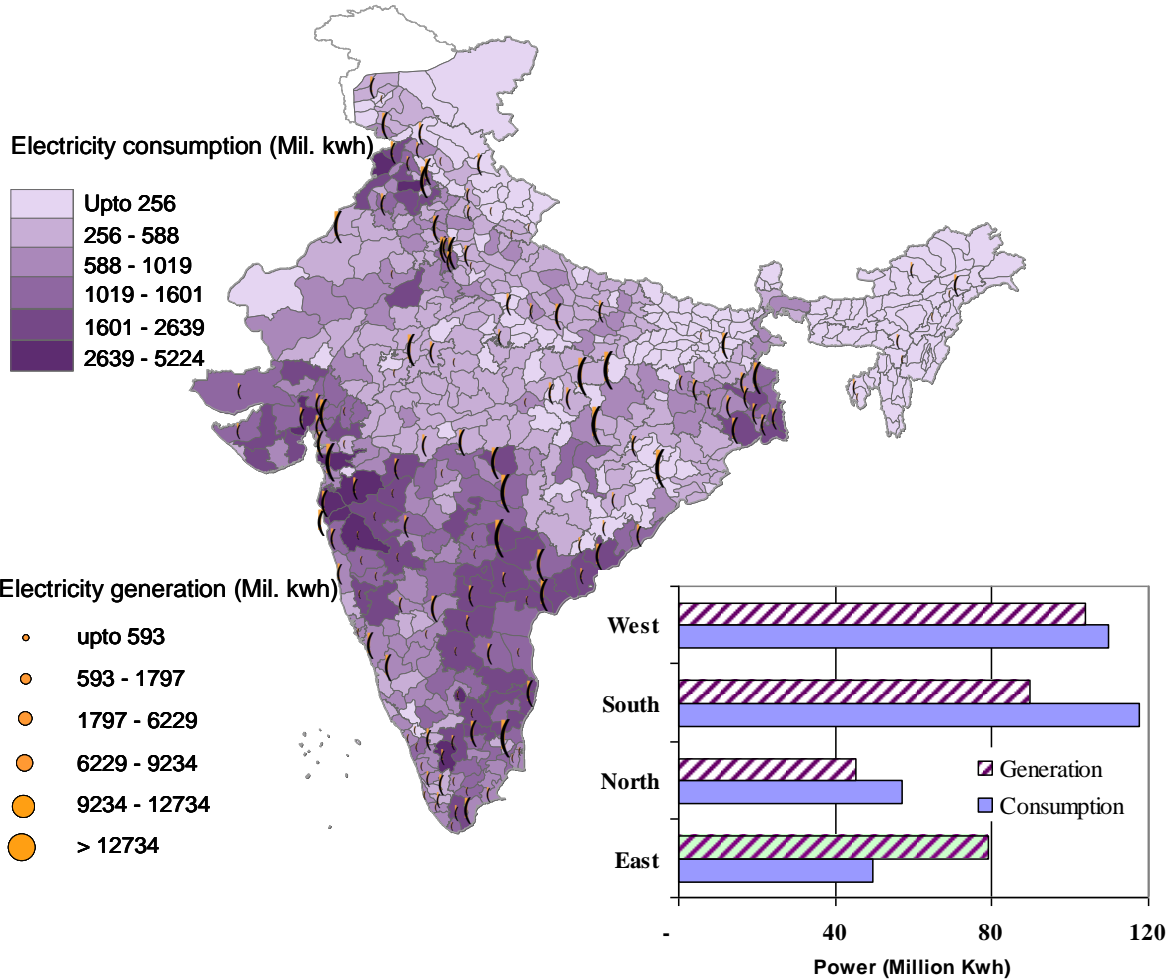 Electricity consumption (Mil. kwh)
Upto 256
256 - 588
588 - 1019
1019 - 1601
1601 - 2639
2639 - 5224
Electricity generation (Mil. kwh)
upto 593
593 - 1797
1797 - 6229
6229 - 9234
9234 - 12734
> 12734
West
South
North
East
Generation
Consumption
- 40 80 120
Power (Million Kwh)